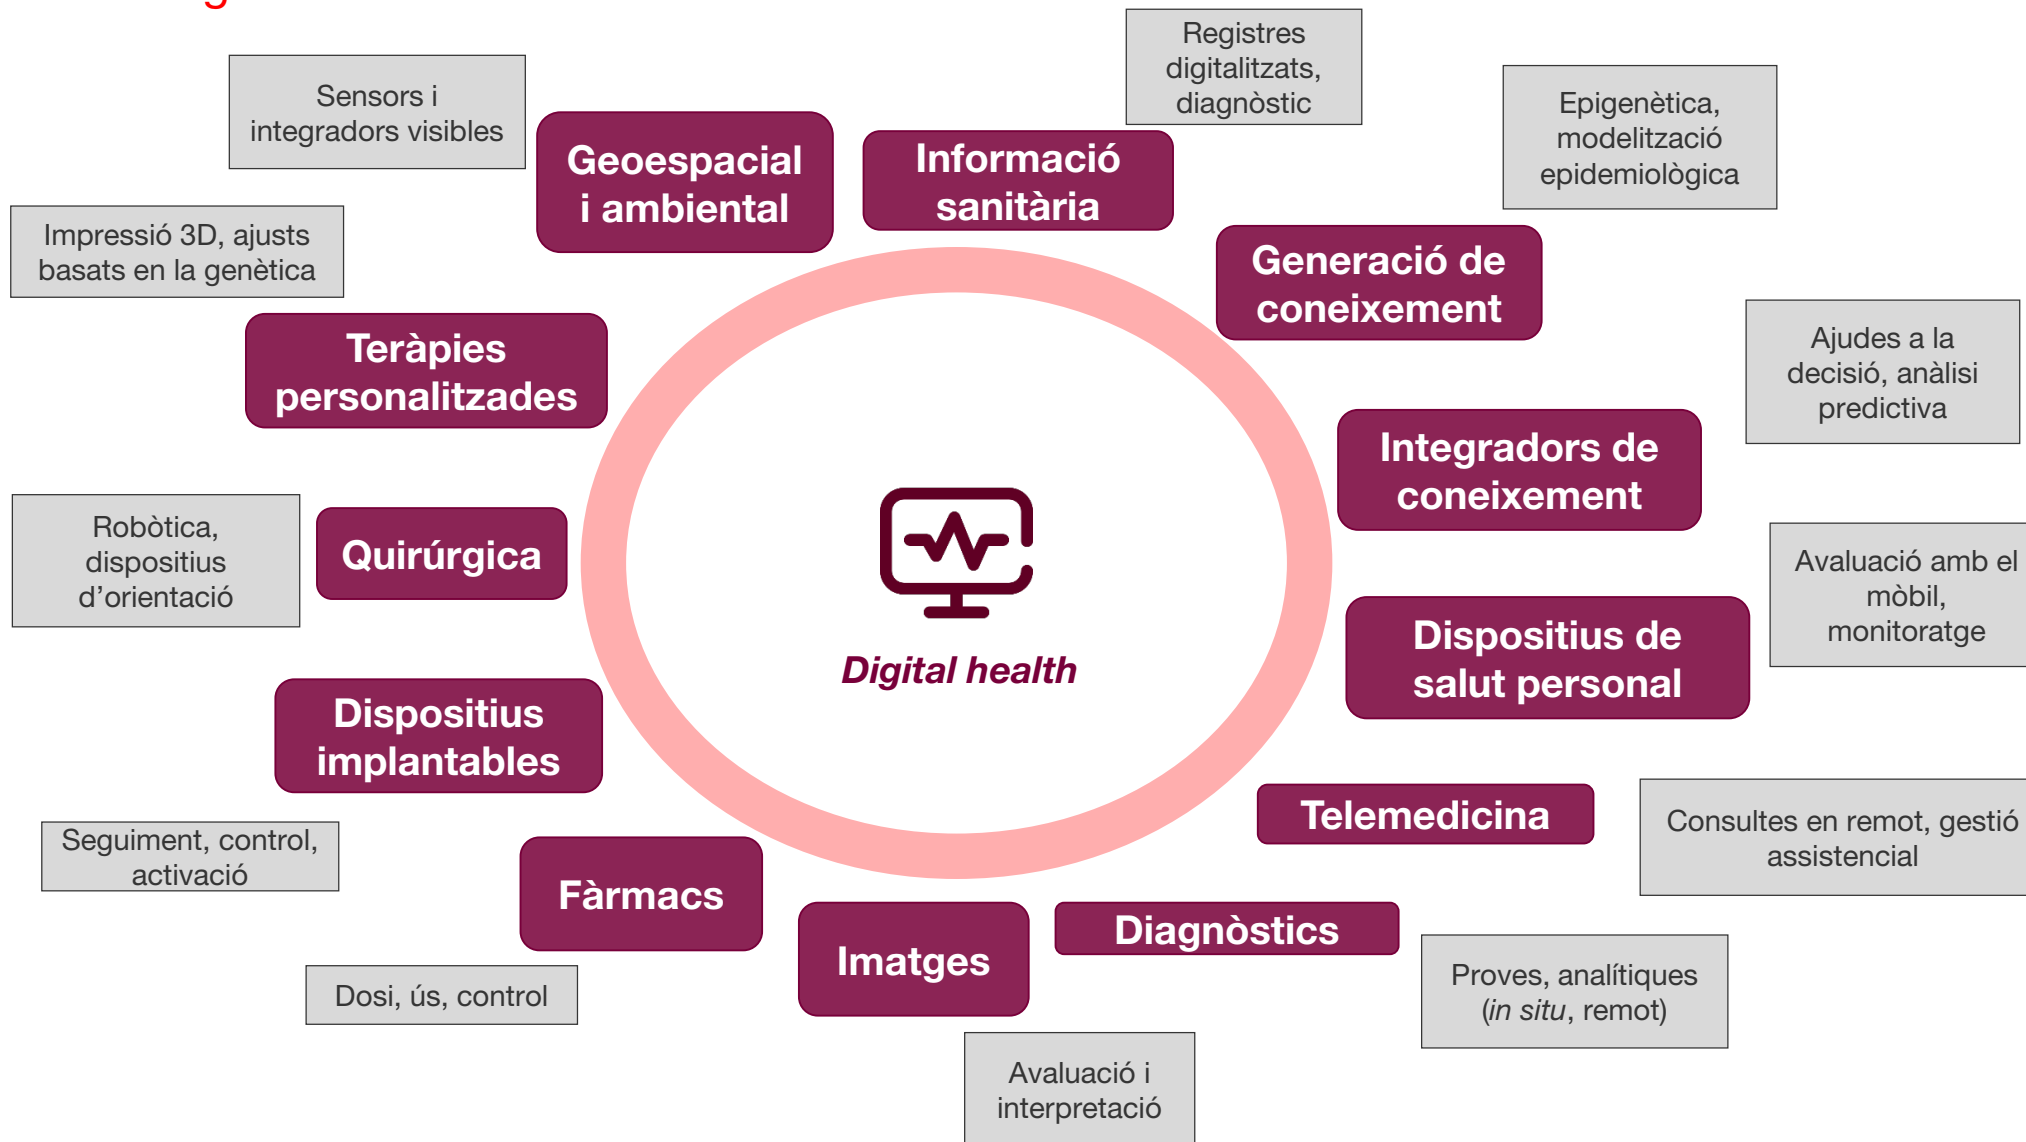 Registres
digitalitzats,
diagnòstic
Sensors i
integradors visibles
Epigenètica,
modelització
epidemiològica
Geoespacial
i ambiental
Informació
sanitària
Impressió 3D, ajusts
basats en la genètica
Generació de
coneixement
Teràpies
personalitzades
Ajudes a la
decisió, anàlisi
predictiva
Integradors de
coneixement
Robòtica,
dispositius
d’orientació
Quirúrgica
Avaluació amb el
mòbil,
monitoratge
Dispositius de
salut personal
Digital health
Dispositius
implantables
Telemedicina
Consultes en remot, gestió
assistencial
Seguiment, control,
activació
Fàrmacs
Diagnòstics
Imatges
Proves, analítiques
(in situ, remot)
Dosi, ús, control
Avaluació i
interpretació